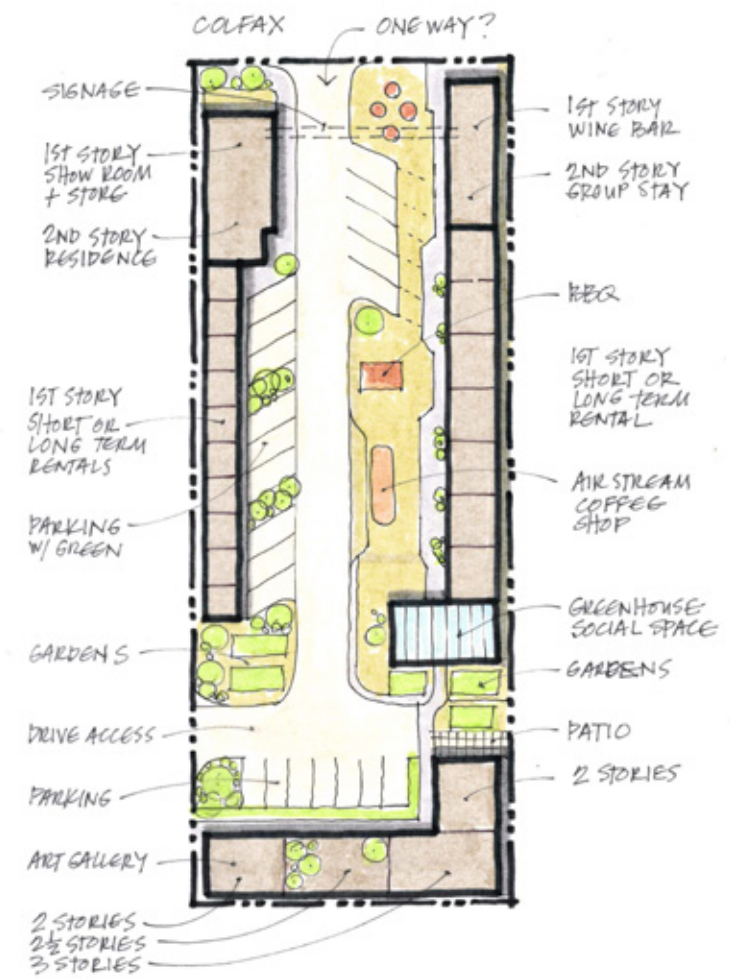 COLFAX
ONE WAY?
SIGNAGE
1ST STORY
SHOW ROOM
+ STORE
2ND STORY
RESIDENCE
1ST STORY
SHORT OR
LONG TERM
RENTALS
PARKING
W/ GREEN
GARDENS
DRIVE ACCESS
PARKING
ART GALLERY
2 STORIES
2½ STORIES
3 STORIES
1ST STORY
WINE BAR
2ND STORY
GROUP STAY
BBQ
1ST STORY
SHORT OR
LONG TERM
RENTAL
AIR STREAM
COFFEE
SHOP
GREENHOUSE
SOCIAL SPACE
GARDENS
PATIO
2 STORIES